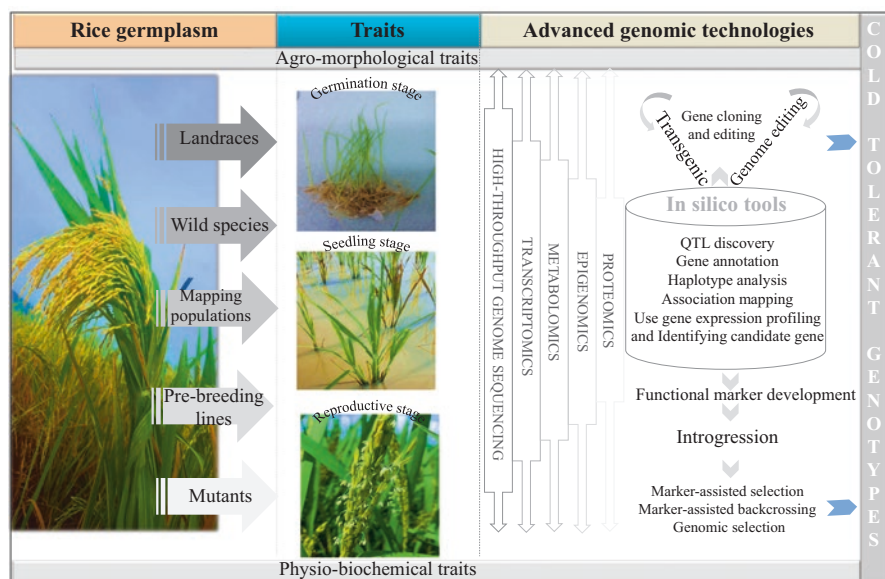 Rice germplasm
Traits
Advanced genomic technologies
Agro-morphological traits
Landraces
Wild species
Mapping
populations
Pre-breeding
lines
Mutants
Germination stage
Seedling stage
Reproductive stage
HIGH-THROUGHPUT GENOME SEQUENCING
TRANSCRIPTOMICS
METABOLOMICS
EPIGENOMICS
PROTEOMICS
Transgenic
Gene cloning
and editing
Genome editing
In silico tools
QTL discovery
Gene annotation
Haplotype analysis
Association mapping
Use gene expression profiling
and Identifying candidate gene
Functional marker development
Introgression
Marker-assisted selection
Marker-assisted backcrossing
Genomic selection
COLD TOLERANT GENOTYPES
Physio-biochemical traits